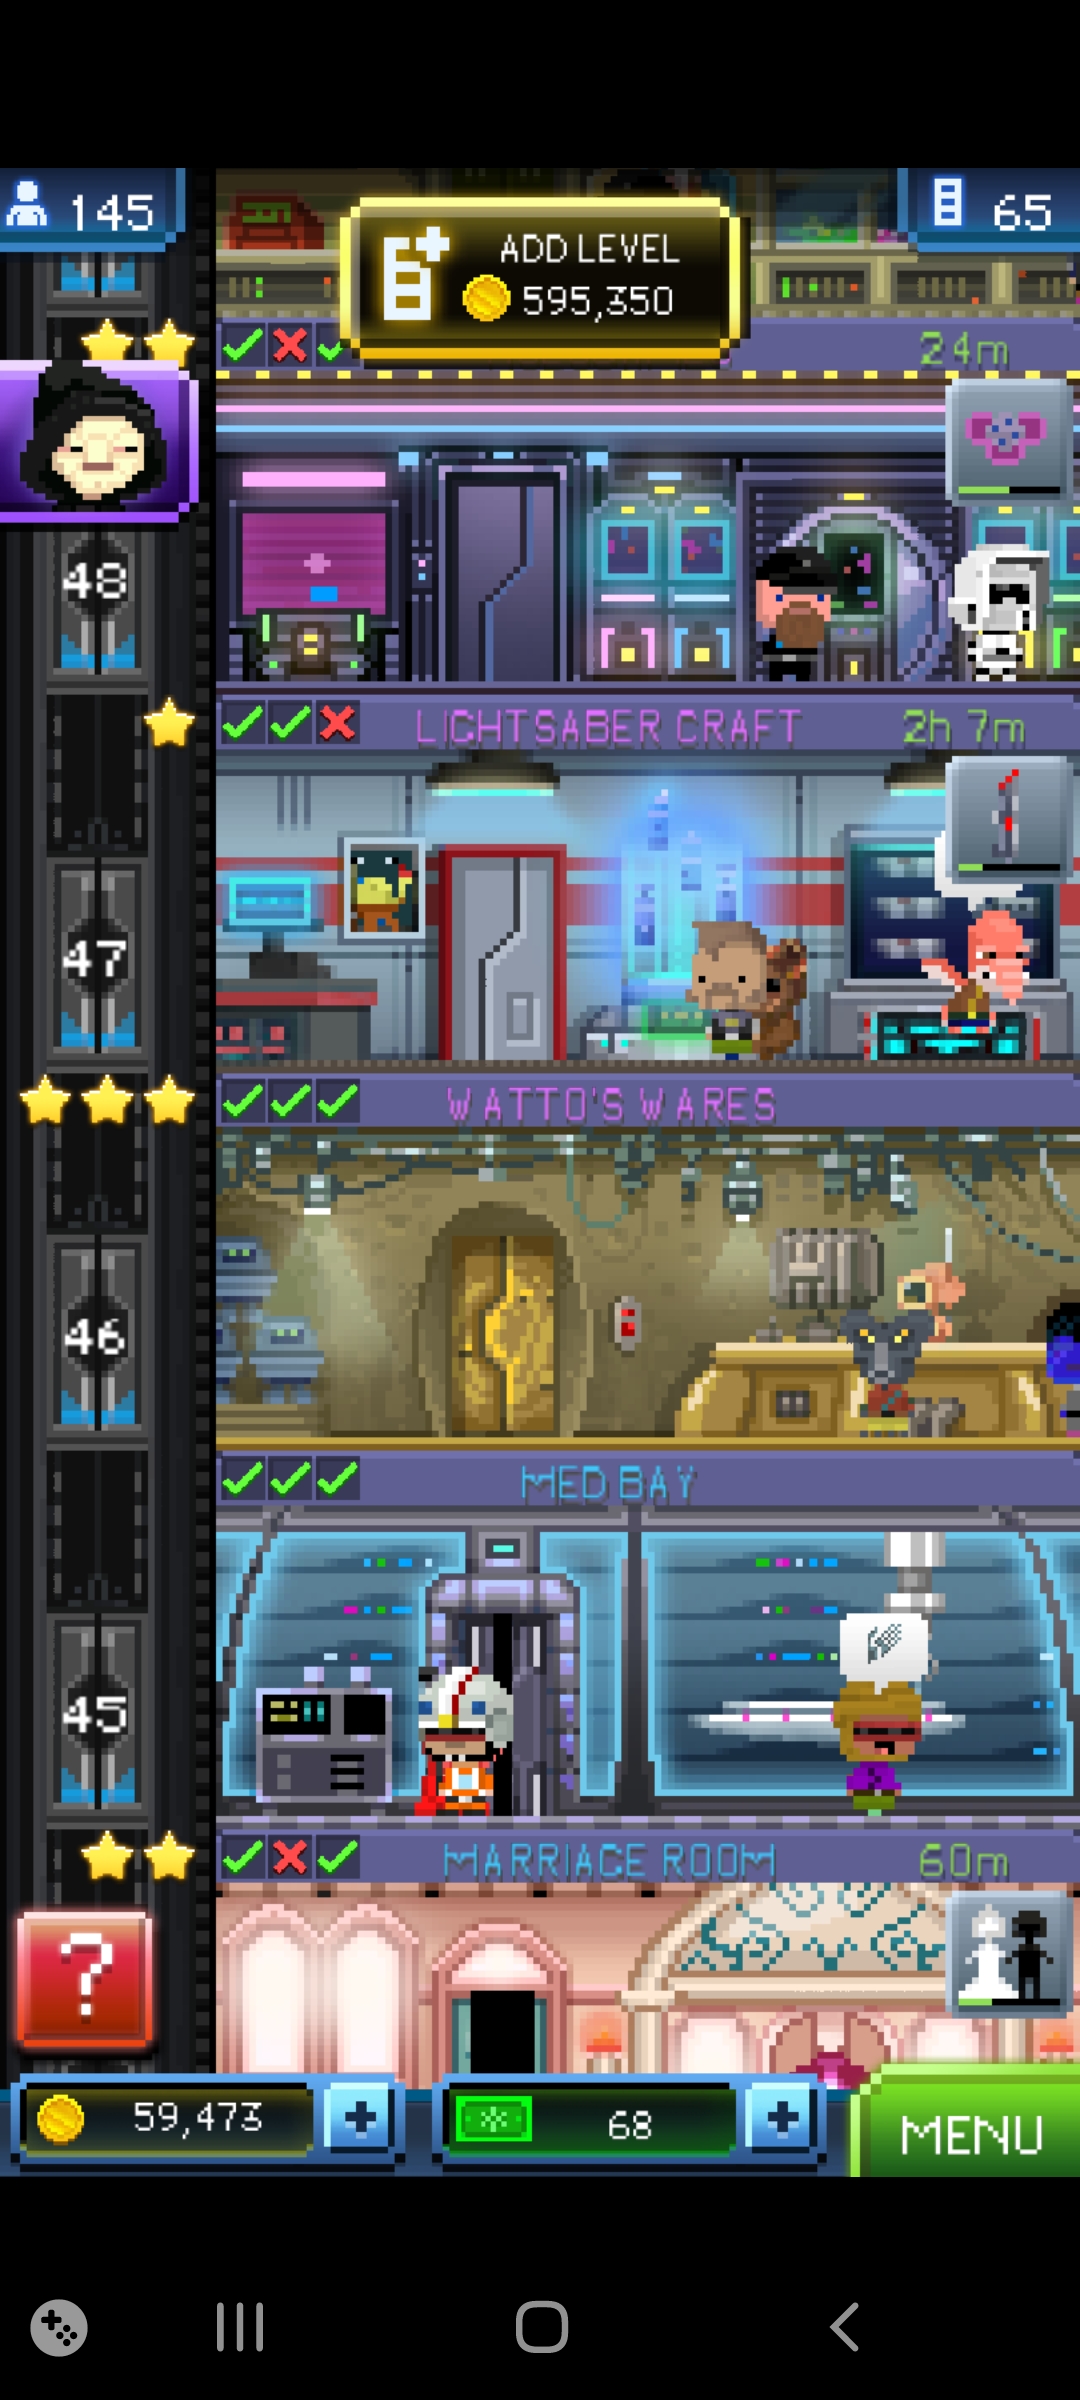 145
ADD LEVEL
595,350
65
24m
48
LIGHTSABER CRAFT
2h 7m
47
WATTO'S WARES
46
MED BAY
45
MARRIAGE ROOM
60m
?
59,473
68
MENU